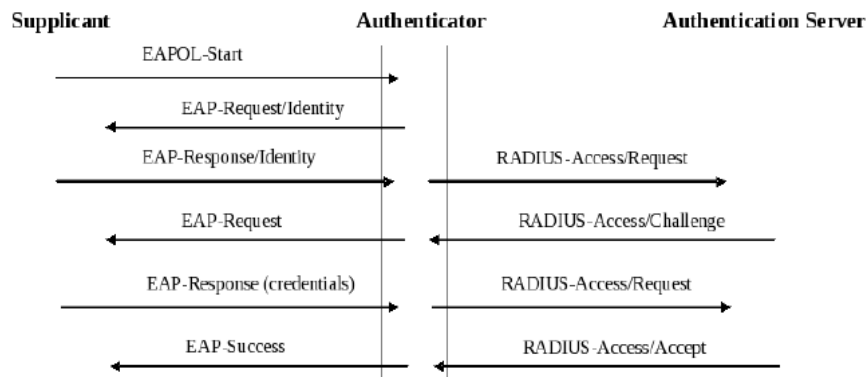 Supplicant Authenticator Authentication Server
EAPOL-Start
EAP-Request/Identity
EAP-Response/Identity RADIUS-Access/Request
EAP-Request RADIUS-Access/Challenge
EAP-Response (credentials) RADIUS-Access/Request
EAP-Success RADIUS-Access/Accept